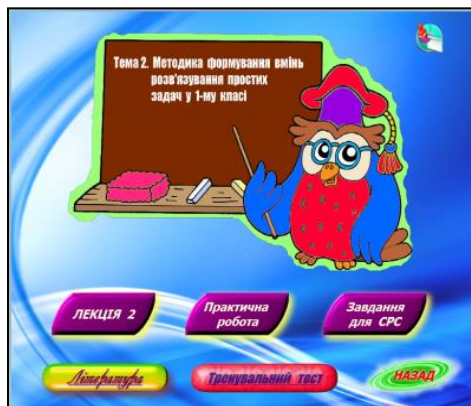 Тема 2. Методика формування вмінь
розв'язування простих
задач у 1-му класі
ЛЕКЦІЯ 2
Практична
робота
Завдання
для СРС
Література
Тренувальний тест
НАЗАД